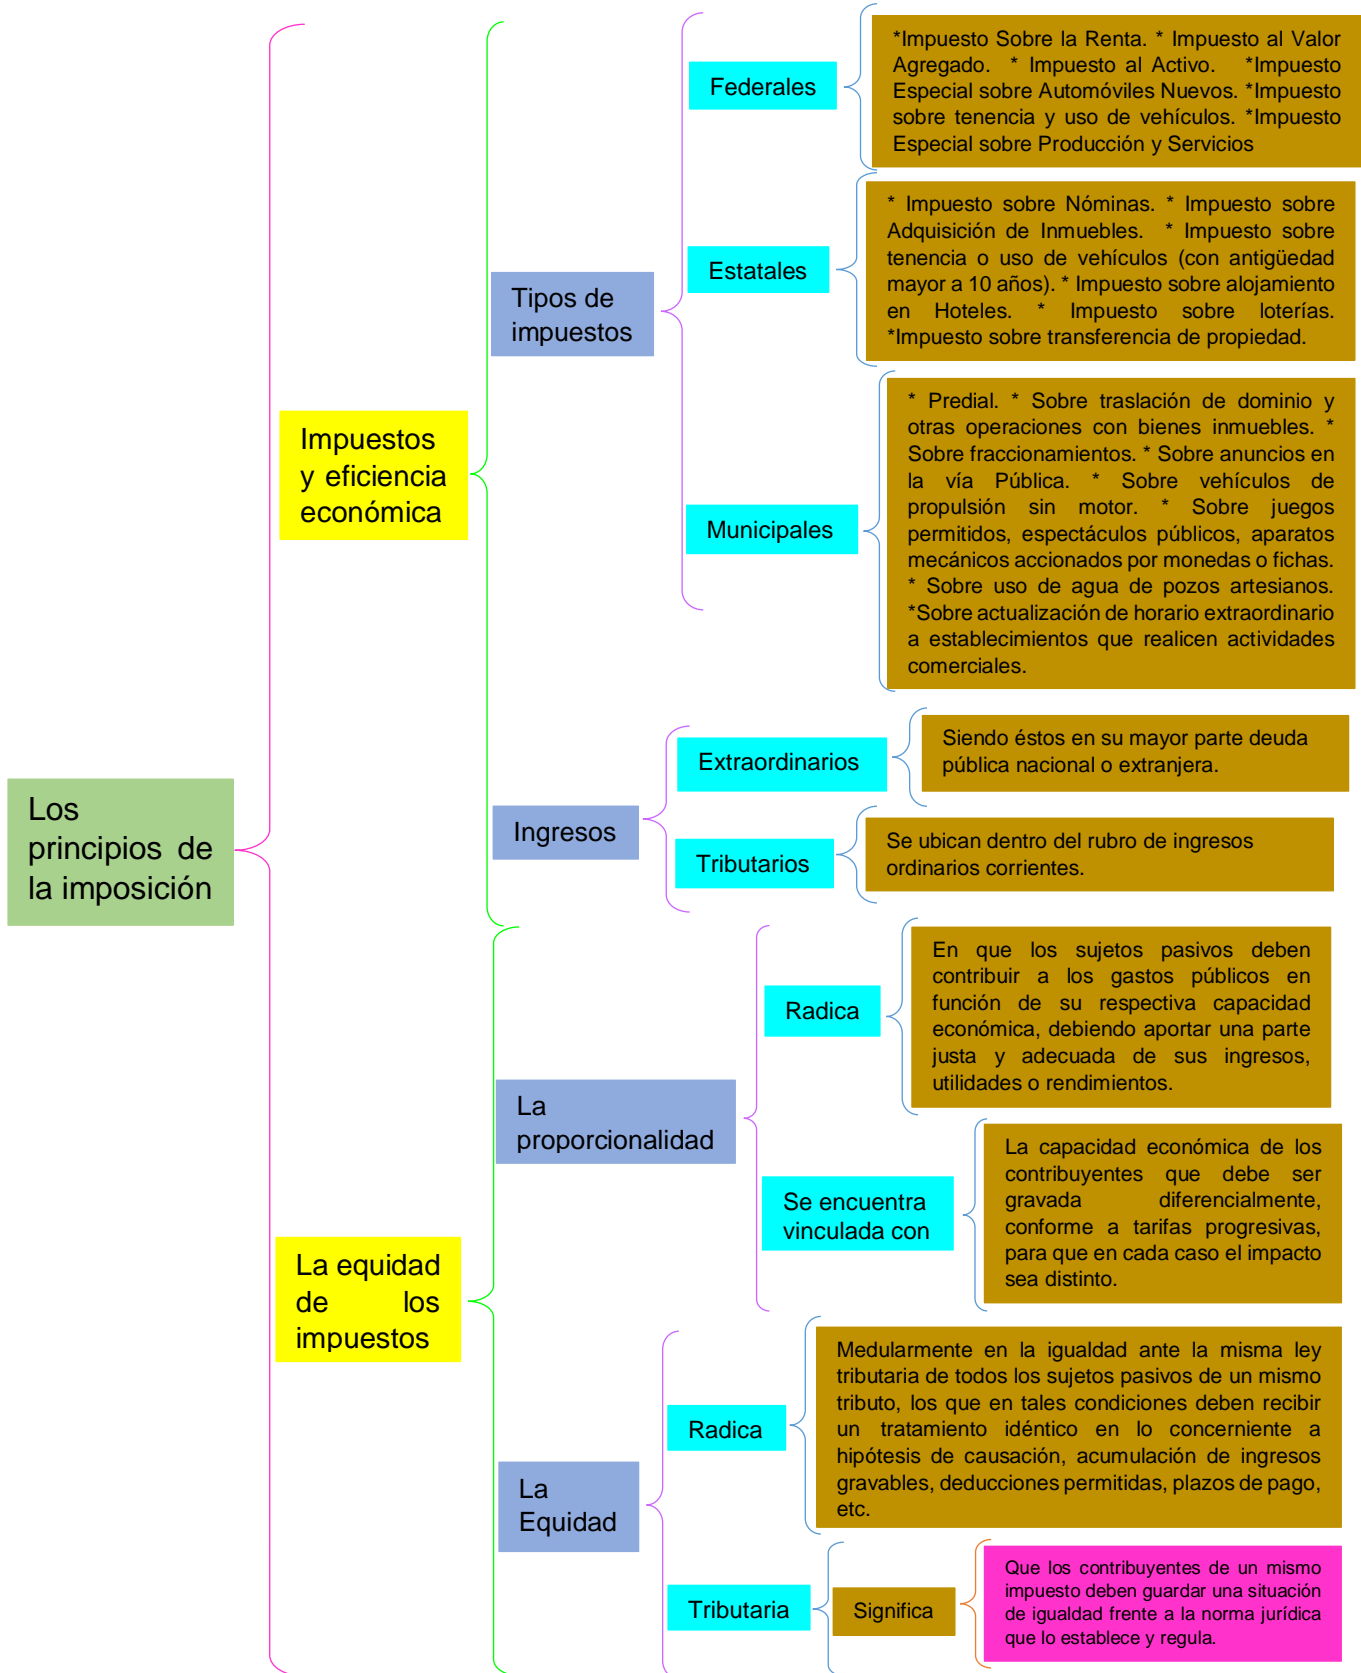 Los
principios de
la imposición
Impuestos
y eficiencia
económica
Tipos de
impuestos
Federales
*Impuesto Sobre la Renta. * Impuesto al Valor
Agregado. * Impuesto al Activo. *Impuesto
Especial sobre Automóviles Nuevos. *Impuesto
sobre tenencia y uso de vehículos. *Impuesto
Especial sobre Producción y Servicios
Estatales
* Impuesto sobre Nóminas. * Impuesto sobre
Adquisición de Inmuebles. * Impuesto sobre
tenencia o uso de vehículos (con antigüedad
mayor a 10 años). * Impuesto sobre alojamiento
en Hoteles. * Impuesto sobre loterías.
*Impuesto sobre transferencia de propiedad.
Municipales
* Predial. * Sobre traslación de dominio y
otras operaciones con bienes inmuebles. *
Sobre fraccionamientos. * Sobre anuncios en
la vía Pública. * Sobre vehículos de
propulsión sin motor. * Sobre juegos
permitidos, espectáculos públicos, aparatos
mecánicos accionados por monedas o fichas.
* Sobre uso de agua de pozos artesianos.
*Sobre actualización de horario extraordinario
a establecimientos que realicen actividades
comerciales.
Ingresos
Extraordinarios
Siendo éstos en su mayor parte deuda
pública nacional o extranjera.
Tributarios
Se ubican dentro del rubro de ingresos
ordinarios corrientes.
La equidad
de los
impuestos
La
proporcionalidad
Radica
En que los sujetos pasivos deben
contribuir a los gastos públicos en
función de su respectiva capacidad
económica, debiendo aportar una parte
justa y adecuada de sus ingresos,
utilidades o rendimientos.
Se encuentra
vinculada con
La capacidad económica de los
contribuyentes que debe ser
gravada diferencialmente,
conforme a tarifas progresivas,
para que en cada caso el impacto
sea distinto.
La
Equidad
Radica
Medularmente en la igualdad ante la misma ley
tributaria de todos los sujetos pasivos de un mismo
tributo, los que en tales condiciones deben recibir
un tratamiento idéntico en lo concerniente a
hipótesis de causación, acumulación de ingresos
gravables, deducciones permitidas, plazos de pago,
etc.
Tributaria
Significa
Que los contribuyentes de un mismo
impuesto deben guardar una situación
de igualdad frente a la norma jurídica
que lo establece y regula.